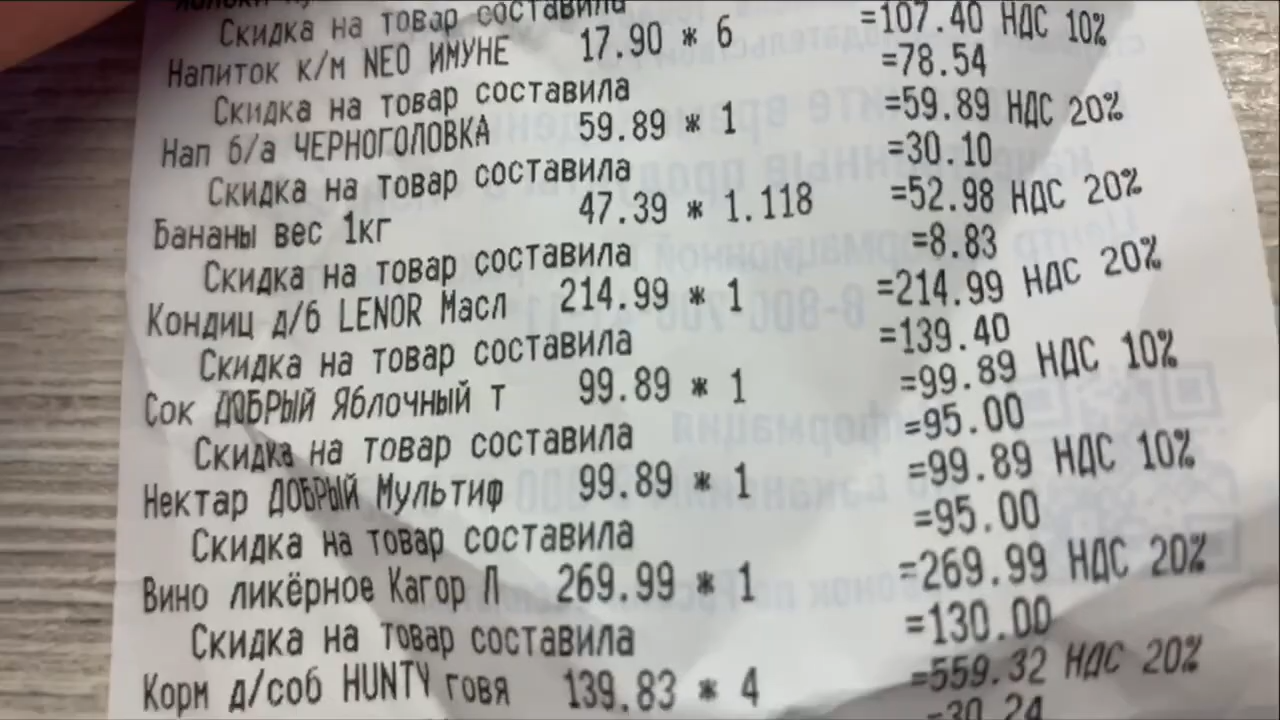 Скидка на товар составила
Напиток к/м NEO ИМУНЕ 17.90 * 6 =107.40 НДС 10%
Скидка на товар составила =78.54
Нап б/а ЧЕРНОГОЛОВКА 59.89 * 1 =59.89 НДС 20%
Скидка на товар составила =30.10
Бананы вес 1кг 47.39 * 1.118 =52.98 НДС 20%
Скидка на товар составила =8.83
Кондиц д/б LENOR Масл 214.99 * 1 =214.99 НДС 20%
Скидка на товар составила =139.40
Сок ДОБРЫЙ Яблочный т 99.89 * 1 =99.89 НДС 10%
Скидка на товар составила =95.00
Нектар ДОБРЫЙ Мультиф 99.89 * 1 =99.89 НДС 10%
Скидка на товар составила =95.00
Вино ликёрное Кагор Л 269.99 * 1 =269.99 НДС 20%
Скидка на товар составила =130.00
Корм д/соб HUNTY говя 139.83 * 4 =559.32 НДС 20%
=30.24